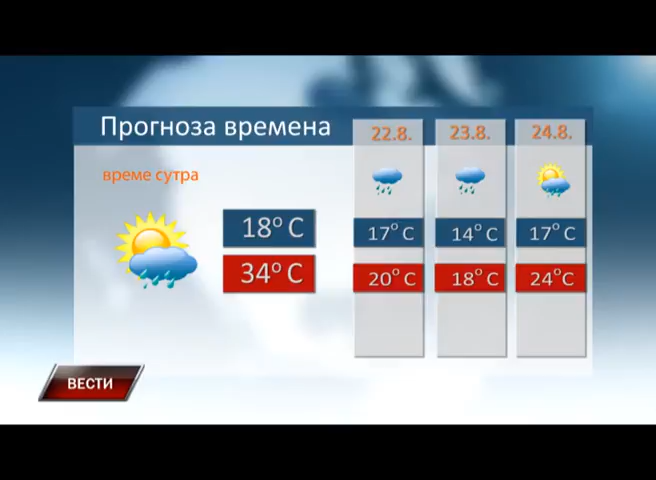 Прогноза времена
време сутра
18° C
34° C
22.8.
17° C
20° C
23.8.
14° C
18° C
24.8.
17° C
24° C
ВЕСТИ